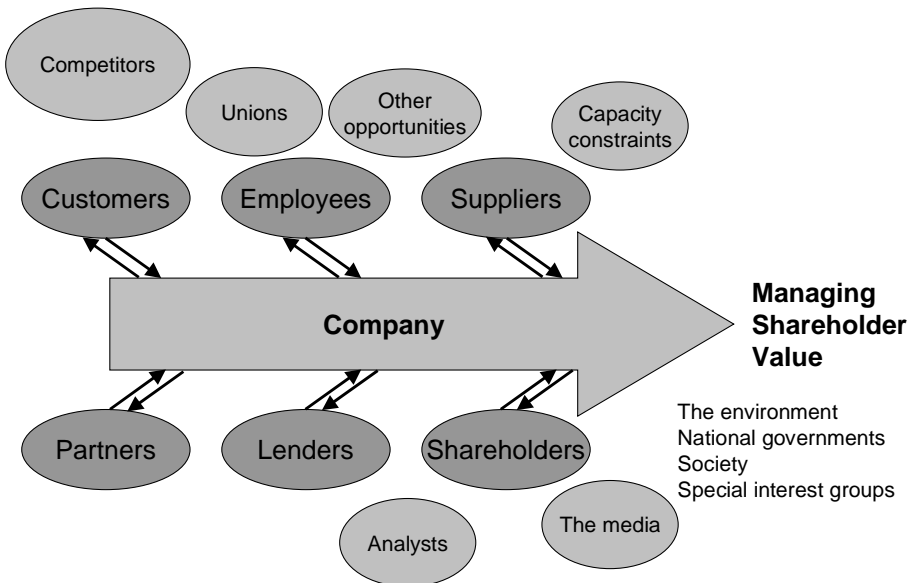 Competitors
Unions
Other
opportunities
Capacity
constraints
Customers
Employees
Suppliers
Company
Managing
Shareholder
Value
Partners
Lenders
Shareholders
The environment
National governments
Society
Special interest groups
Analysts
The media